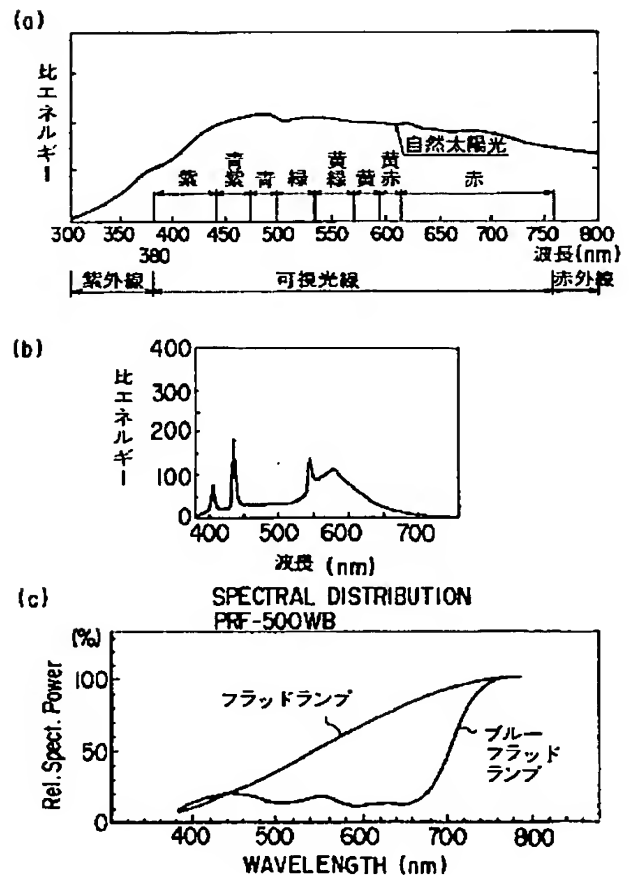 (a)
比エネルギー
自然太陽光
紫 青紫 青 緑 黄緑 黄 黄赤 赤
300 350 400 450 500 550 600 650 700 750 800
380
波長(nm)
紫外線 可視光線 赤外線
(b)
比エネルギー
400
300
200
100
0
400 500 600 700
波長 (nm)
(c)
SPECTRAL DISTRIBUTION
PRF-500WB
(%)
Rel.Spect. Power
100
50
0
フラッドランプ
ブルー
フラッド
ランプ
400 500 600 700 800
WAVELENGTH (nm)